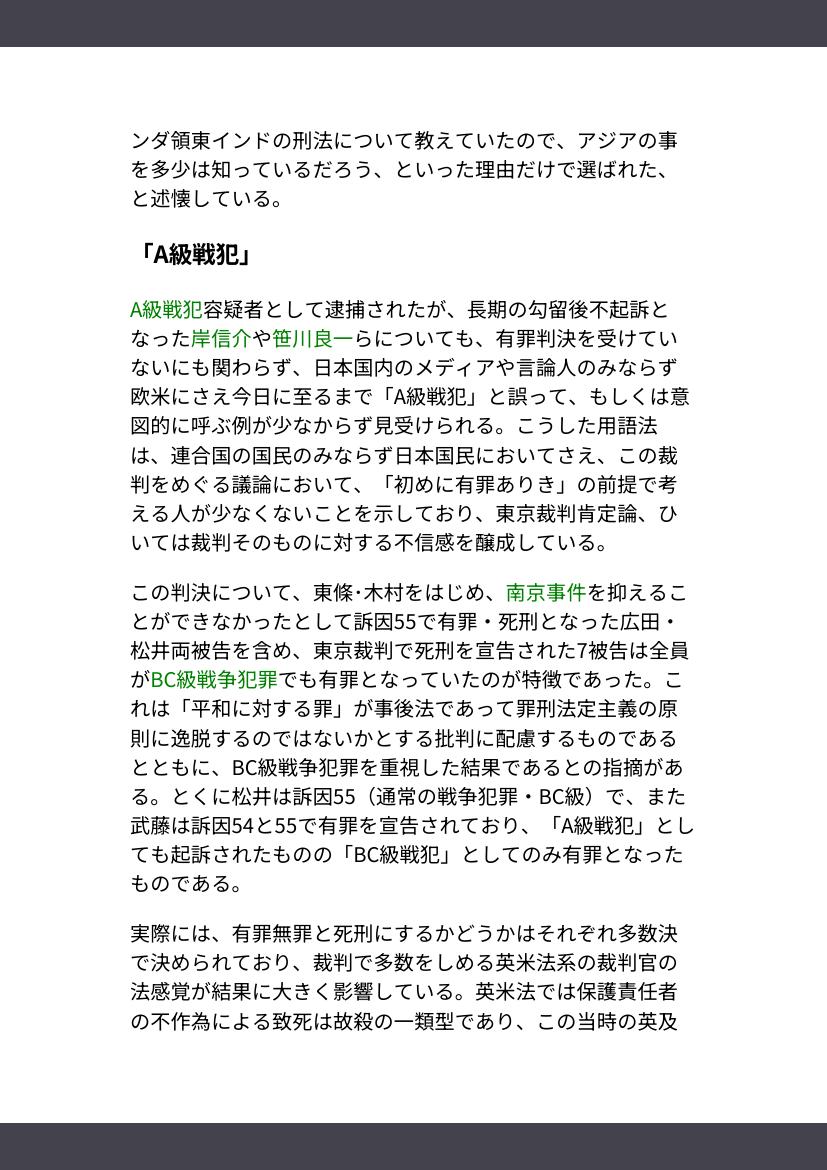 ンダ領東インドの刑法について教えていたので、アジアの事
を多少は知っているだろう、といった理由だけで選ばれた、
と述懐している。
「A級戦犯」
A級戦犯容疑者として逮捕されたが、長期の勾留後不起訴と
なった岸信介や笹川良一らについても、有罪判決を受けてい
ないにも関わらず、日本国内のメディアや言論人のみならず
欧米にさえ今日に至るまで「A級戦犯」と誤って、もしくは意
図的に呼ぶ例が少なからず見受けられる。こうした用語法
は、連合国の国民のみならず日本国民においてさえ、この裁
判をめぐる議論において、「初めに有罪ありき」の前提で考
える人が少なくないことを示しており、東京裁判肯定論、ひ
いては裁判そのものに対する不信感を醸成している。
この判決について、東條･木村をはじめ、南京事件を抑えるこ
とができなかったとして訴因55で有罪・死刑となった広田・
松井両被告を含め、東京裁判で死刑を宣告された7被告は全員
がBC級戦争犯罪でも有罪となっていたのが特徴であった。こ
れは「平和に対する罪」が事後法であって罪刑法定主義の原
則に逸脱するのではないかとする批判に配慮するものである
とともに、BC級戦争犯罪を重視した結果であるとの指摘があ
る。とくに松井は訴因55（通常の戦争犯罪・BC級）で、また
武藤は訴因54と55で有罪を宣告されており、「A級戦犯」とし
ても起訴されたものの「BC級戦犯」としてのみ有罪となった
ものである。
実際には、有罪無罪と死刑にするかどうかはそれぞれ多数決
で決められており、裁判で多数をしめる英米法系の裁判官の
法感覚が結果に大きく影響している。英米法では保護責任者
の不作為による致死は故殺の一類型であり、この当時の英及